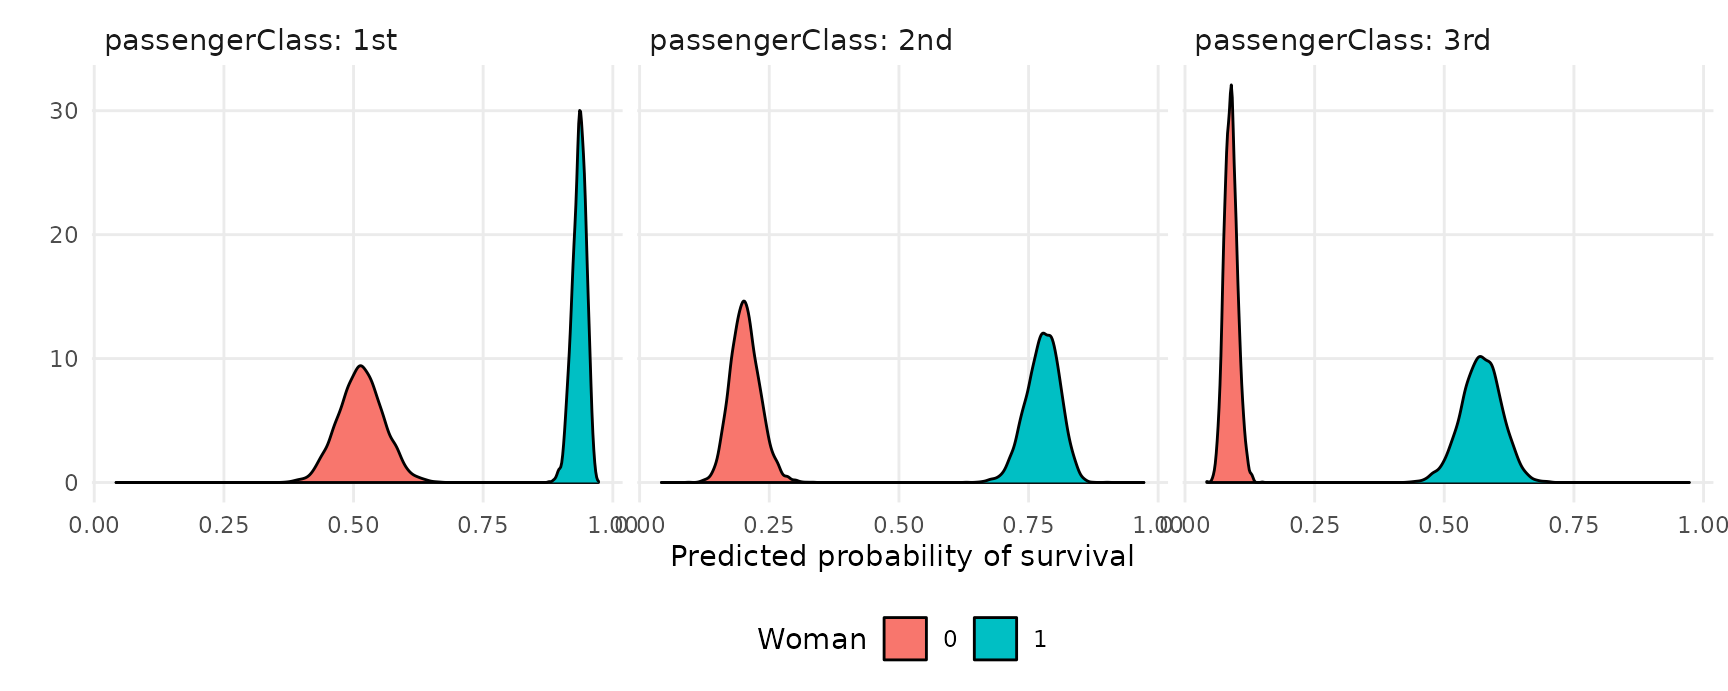 passengerClass: 1st
passengerClass: 2nd
passengerClass: 3rd
30
20
10
0
0.00 0.25 0.50 0.75 1.00
0.00 0.25 0.50 0.75 1.00
0.00 0.25 0.50 0.75 1.00
Predicted probability of survival
Woman 0 1